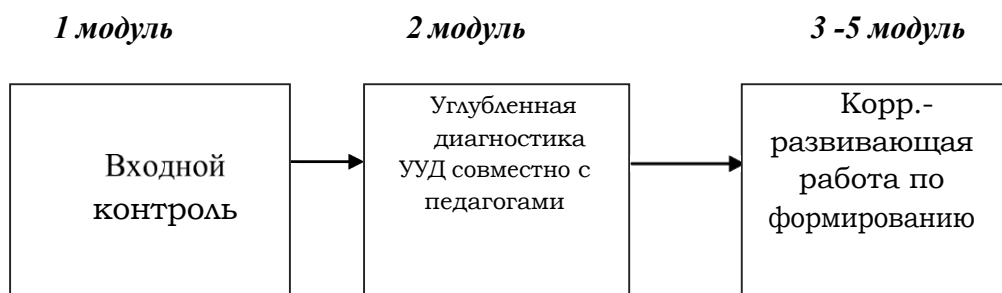 1 модуль 2 модуль 3 -5 модуль
Входной
контроль
Углубленная
диагностика
УУД совместно с
педагогами
Корр.-
развивающая
работа по
формированию